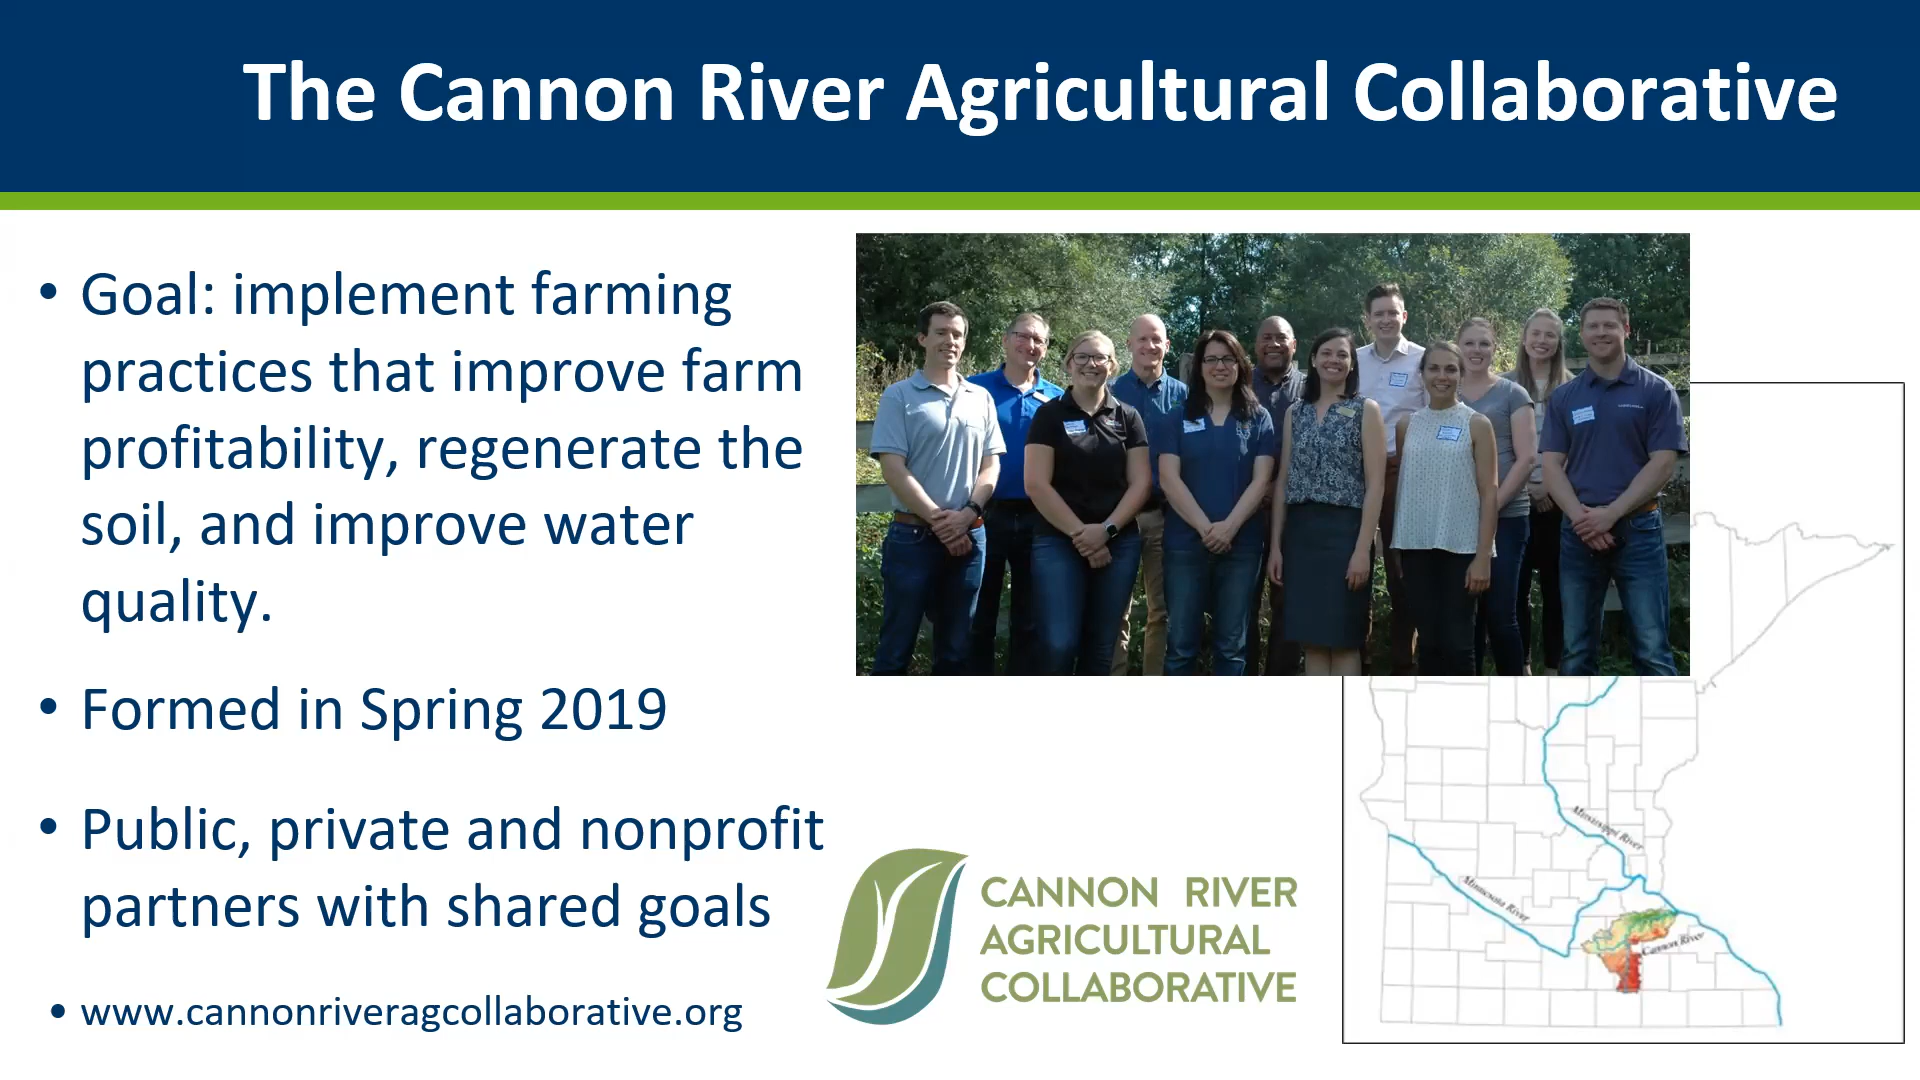 The Cannon River Agricultural Collaborative
• Goal: implement farming
practices that improve farm
profitability, regenerate the
soil, and improve water
quality.
• Formed in Spring 2019
• Public, private and nonprofit
partners with shared goals
• www.cannonriveragcollaborative.org
CANNON RIVER
AGRICULTURAL
COLLABORATIVE
Mississippi River
Minnesota River
Cannon River